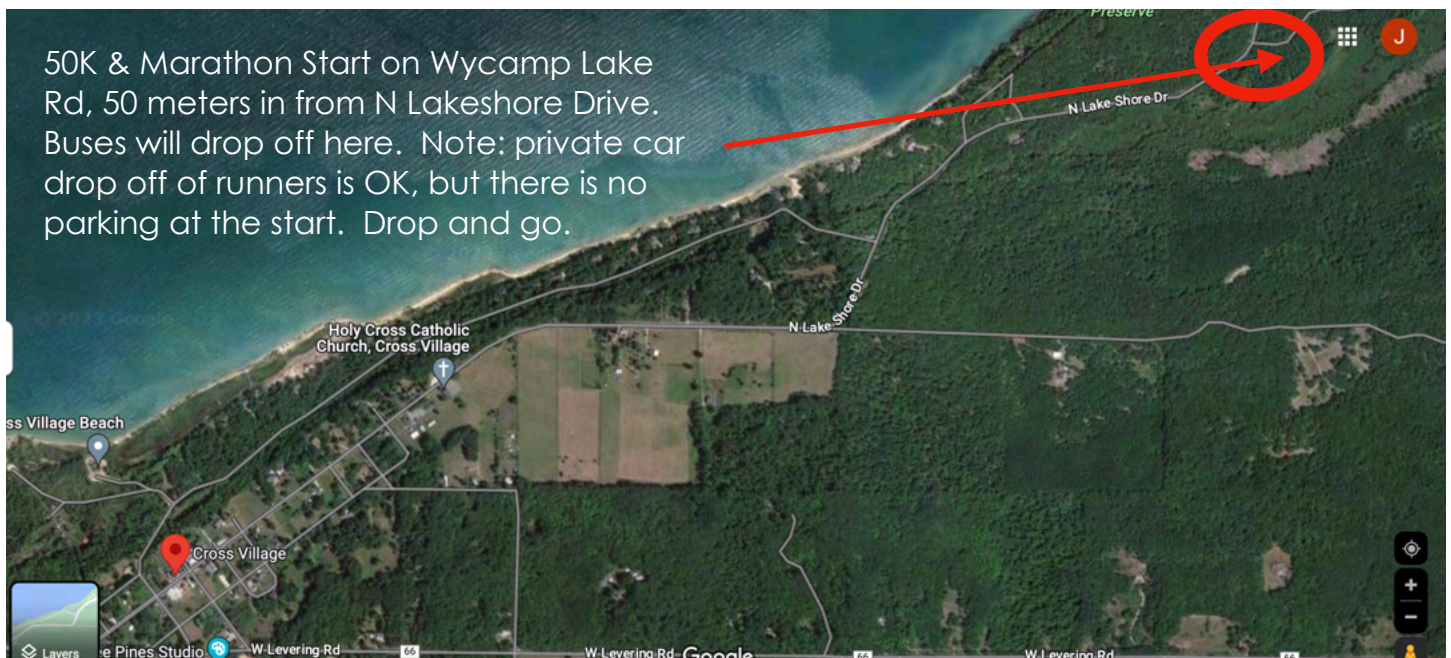 Preserve
50K & Marathon Start on Wycamp Lake
Rd, 50 meters in from N Lakeshore Drive.
Buses will drop off here.  Note: private car
drop off of runners is OK, but there is no
parking at the start.  Drop and go.
J
N Lake Shore Dr
N Lake Shore Dr
Holy Cross Catholic
Church, Cross Village
ss Village Beach
Cross Village
Layers
ee Pines Studio
W Levering Rd
66
W Levering Rd
Google
66
W Levering Rd
66
+
−